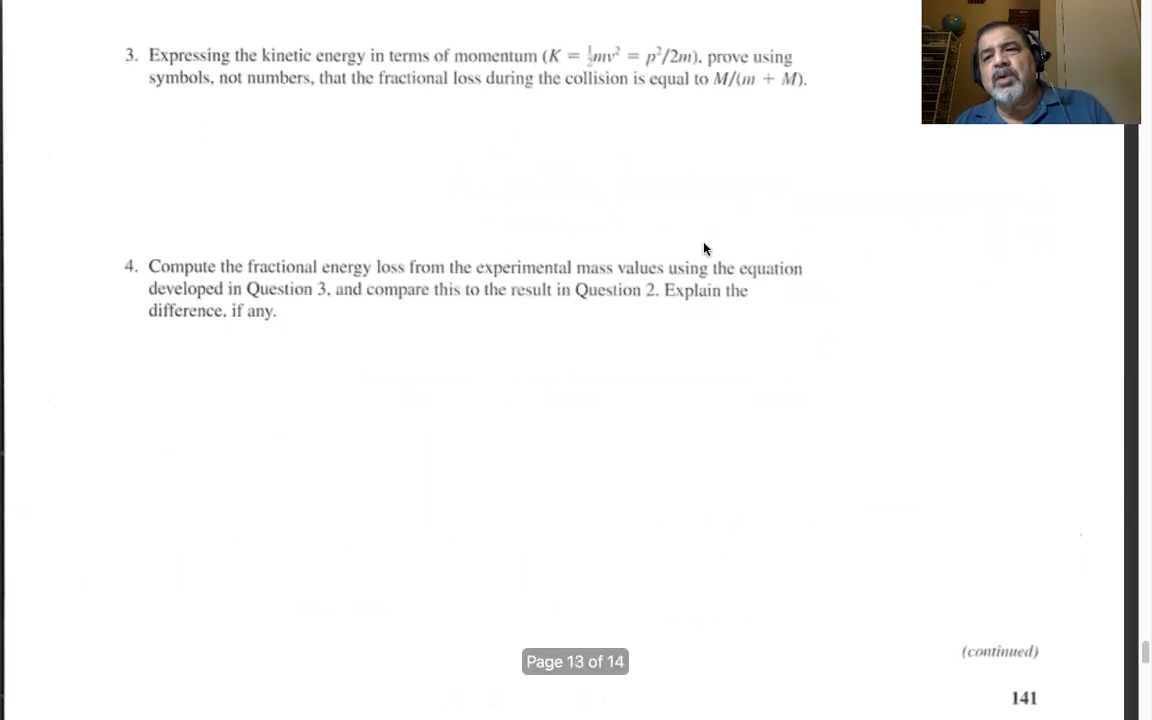 3. Expressing the kinetic energy in terms of momentum (K = ½mv² = p²/2m), prove using
symbols, not numbers, that the fractional loss during the collision is equal to M/(m + M).
4. Compute the fractional energy loss from the experimental mass values using the equation
developed in Question 3, and compare this to the result in Question 2. Explain the
difference, if any.
Page 13 of 14
(continued)
141